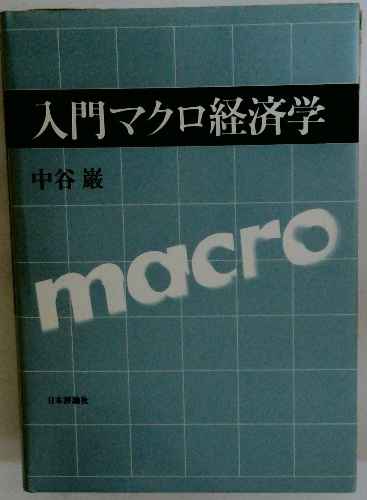 入門マクロ経済学
中谷 巌
macro
日本評論社